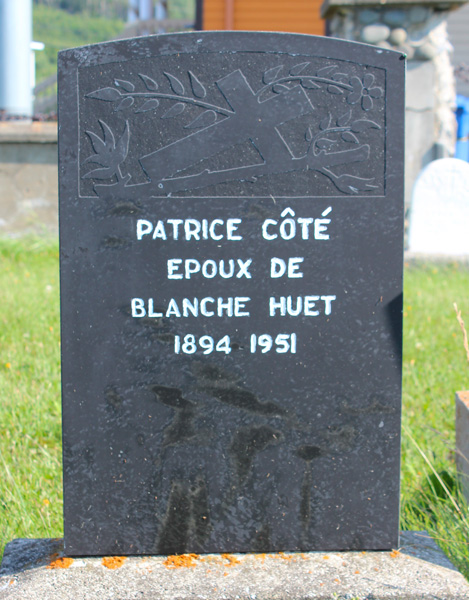 PATRICE CÔTÉ
EPOUX DE
BLANCHE HUET
1894 1951